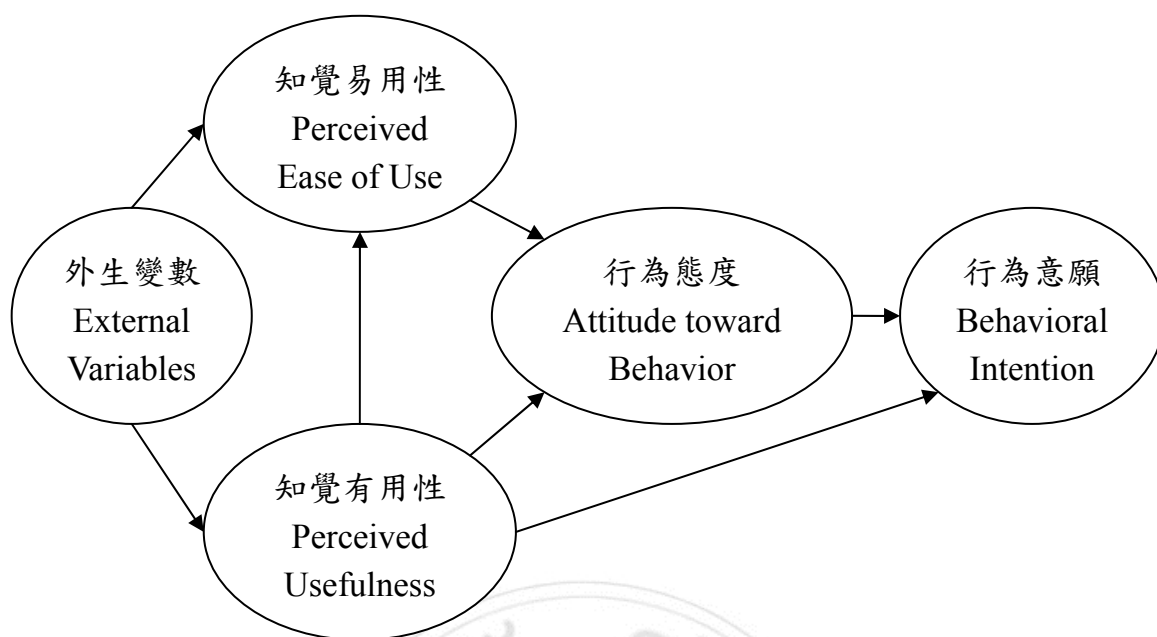 知覺易用性
Perceived
Ease of Use
外生變數
External
Variables
行為態度
Attitude toward
Behavior
行為意願
Behavioral
Intention
知覺有用性
Perceived
Usefulness